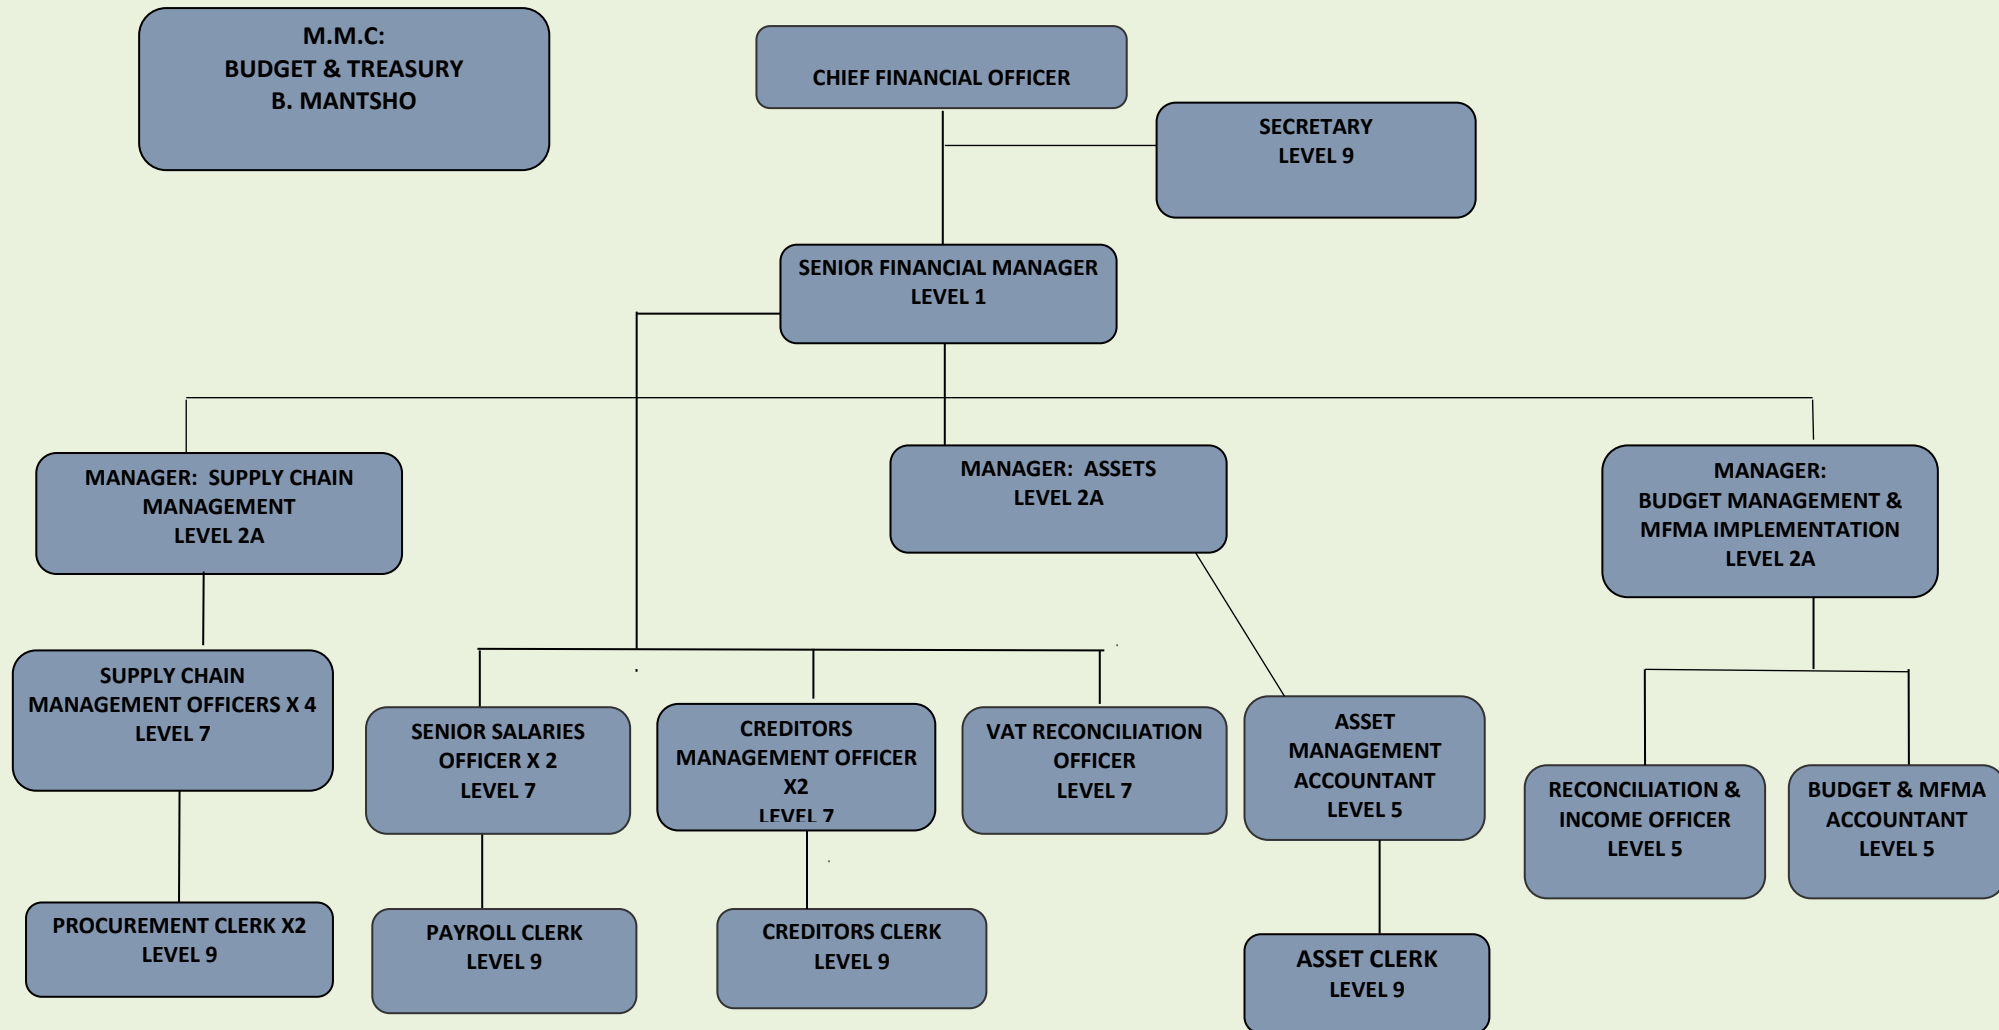 M.M.C:
BUDGET & TREASURY
B. MANTSHO
CHIEF FINANCIAL OFFICER
SECRETARY
LEVEL 9
SENIOR FINANCIAL MANAGER
LEVEL 1
MANAGER: SUPPLY CHAIN
MANAGEMENT
LEVEL 2A
MANAGER: ASSETS
LEVEL 2A
MANAGER:
BUDGET MANAGEMENT &
MFMA IMPLEMENTATION
LEVEL 2A
SUPPLY CHAIN
MANAGEMENT OFFICERS X 4
LEVEL 7
SENIOR SALARIES
OFFICER X 2
LEVEL 7
CREDITORS
MANAGEMENT OFFICER
X2
LEVEL 7
VAT RECONCILIATION
OFFICER
LEVEL 7
ASSET
MANAGEMENT
ACCOUNTANT
LEVEL 5
RECONCILIATION &
INCOME OFFICER
LEVEL 5
BUDGET & MFMA
ACCOUNTANT
LEVEL 5
PROCUREMENT CLERK X2
LEVEL 9
PAYROLL CLERK
LEVEL 9
CREDITORS CLERK
LEVEL 9
ASSET CLERK
LEVEL 9